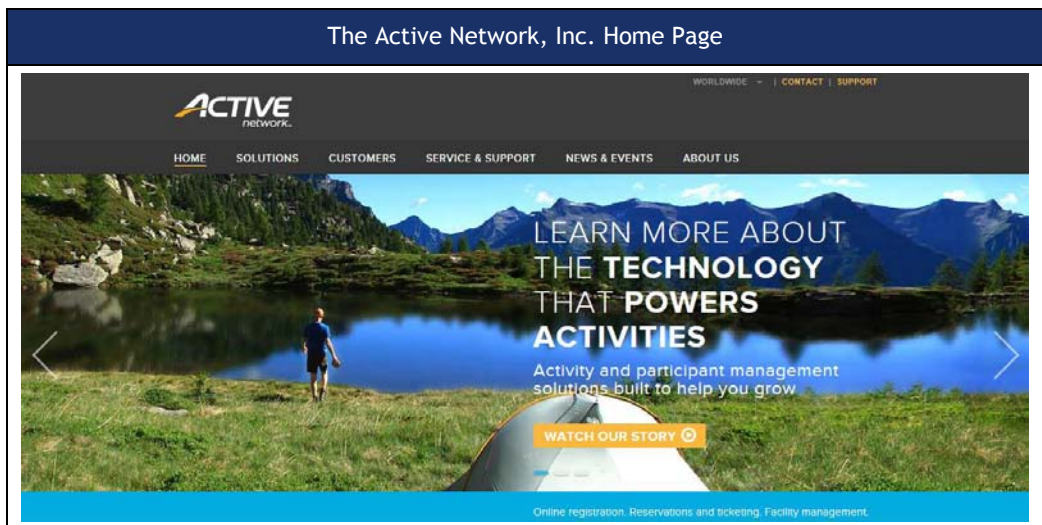 The Active Network, Inc. Home Page
WORLDWIDE | CONTACT | SUPPORT
ACTIVE
network.
HOME SOLUTIONS CUSTOMERS SERVICE & SUPPORT NEWS & EVENTS ABOUT US
LEARN MORE ABOUT
THE TECHNOLOGY
THAT POWERS
ACTIVITIES
Activity and participant management
solutions built to help you grow
WATCH OUR STORY
Online registration. Reservations and ticketing. Facility management.